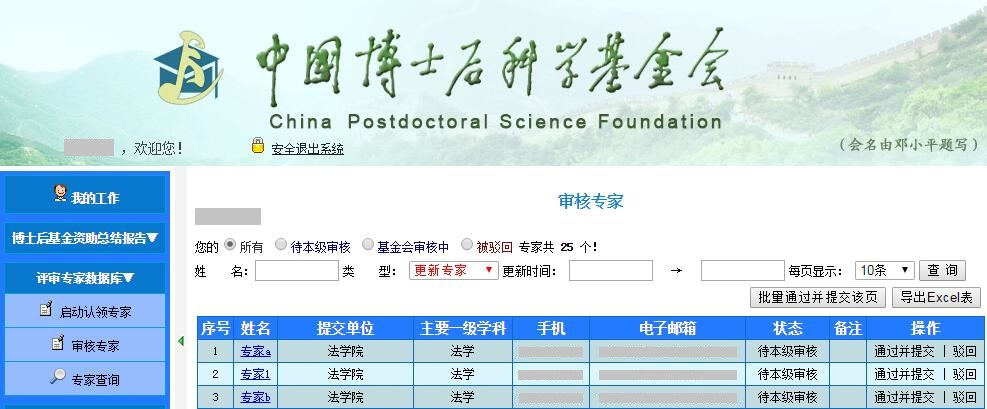 中国博士后科学基金会
China Postdoctoral Science Foundation
，欢迎您！ 安全退出系统 （会名由邓小平题写）
我的工作
博士后基金资助总结报告▼
评审专家数据库▼
启动认领专家
审核专家
专家查询
审核专家
您的 所有 待本级审核 基金会审核中 被驳回 专家共 25 个！
姓 名： 类 型： 更新专家 ▼ 更新时间： → 每页显示： 10条 ▼ 查 询
批量通过并提交该页 导出Excel表
序号 姓名 提交单位 主要一级学科 手机 电子邮箱 状态 备注 操作
1 专家a 法学院 法学 待本级审核 通过并提交 | 驳回
2 专家1 法学院 法学 待本级审核 通过并提交 | 驳回
3 专家b 法学院 法学 待本级审核 通过并提交 | 驳回